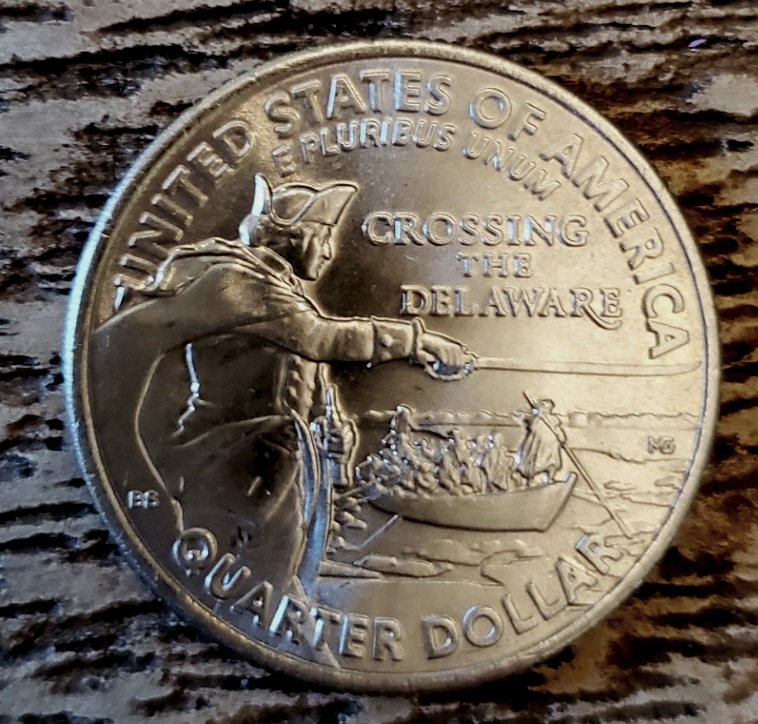 UNITED STATES OF AMERICA
E PLURIBUS UNUM
CROSSING
THE
DELAWARE
MG
BB
QUARTER DOLLAR